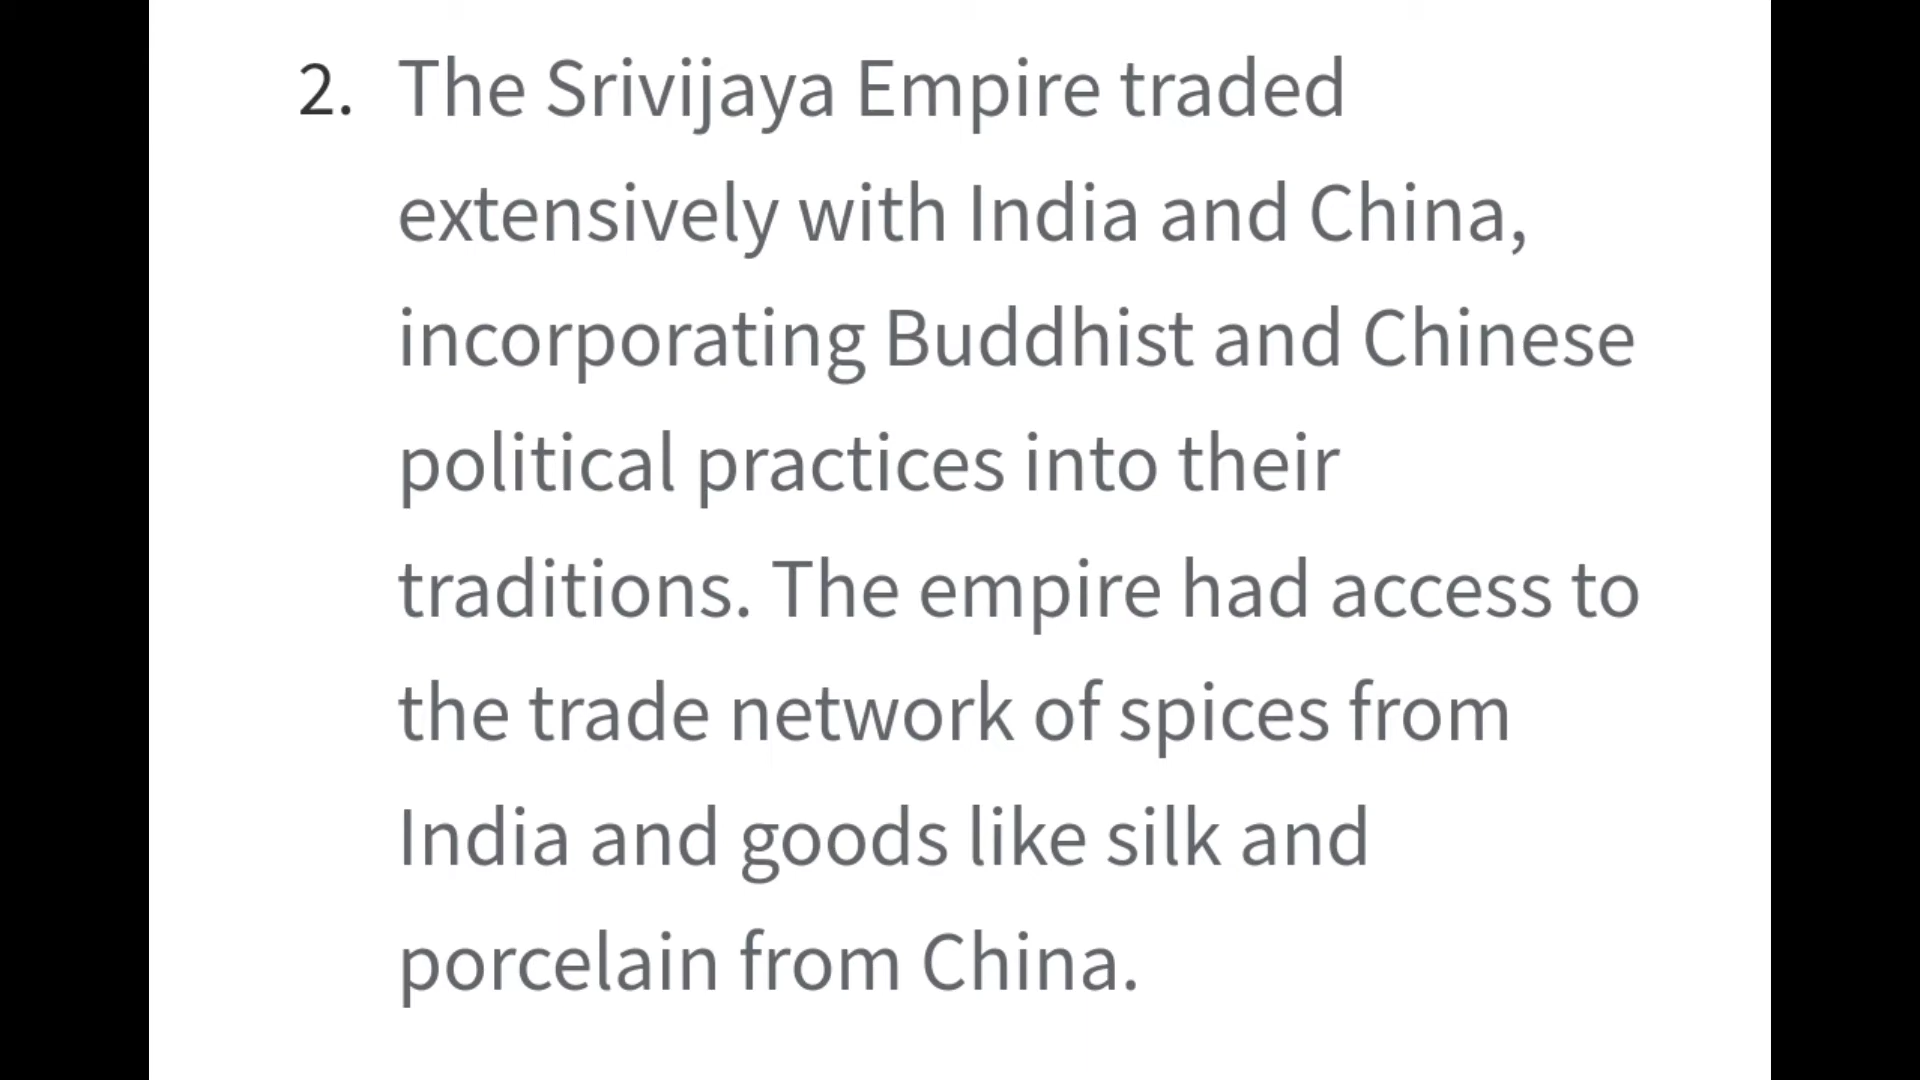 2. The Srivijaya Empire traded
extensively with India and China,
incorporating Buddhist and Chinese
political practices into their
traditions. The empire had access to
the trade network of spices from
India and goods like silk and
porcelain from China.